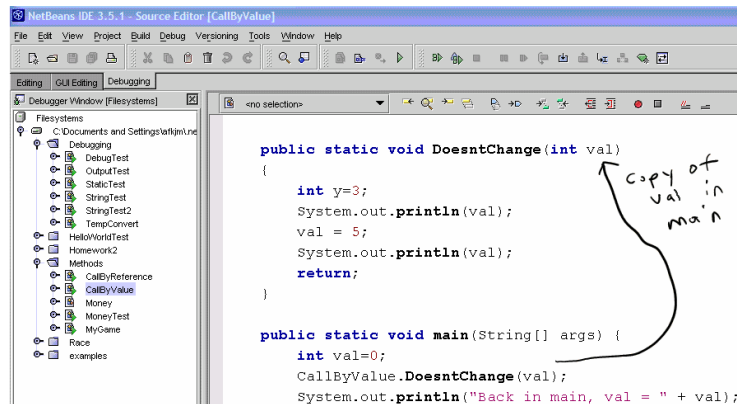 NetBeans IDE 3.5.1 - Source Editor [CallByValue]
File Edit View Project Build Debug Versioning Tools Window Help
Editing GUI Editing Debugging
Debugger Window [Filesystems]
<no selection>
Filesystems
C:\Documents and Settings\afkjm\.ne
Debugging
DebugTest
OutputTest
StaticTest
StringTest
StringTest2
TempConvert
HelloWorldTest
Homework2
Methods
CallByReference
CallByValue
Money
MoneyTest
MyGame
Race
examples
public static void DoesntChange(int val)
{
int y=3;
System.out.println(val);
val = 5;
System.out.println(val);
return;
}
copy of
val in
main
public static void main(String[] args) {
int val=0;
CallByValue.DoesntChange(val);
System.out.println("Back in main, val = " + val);